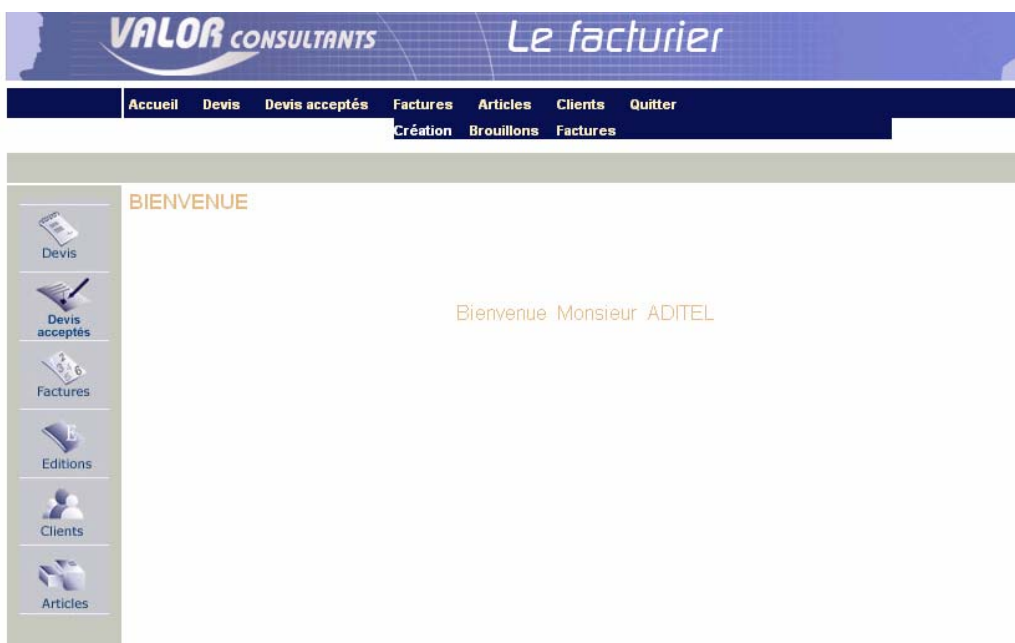 VALOR CONSULTANTS Le facturier
Accueil Devis Devis acceptés Factures Articles Clients Quitter
Création Brouillons Factures
BIENVENUE
Bienvenue Monsieur ADITEL
Devis
Devis
acceptés
Factures
Editions
Clients
Articles